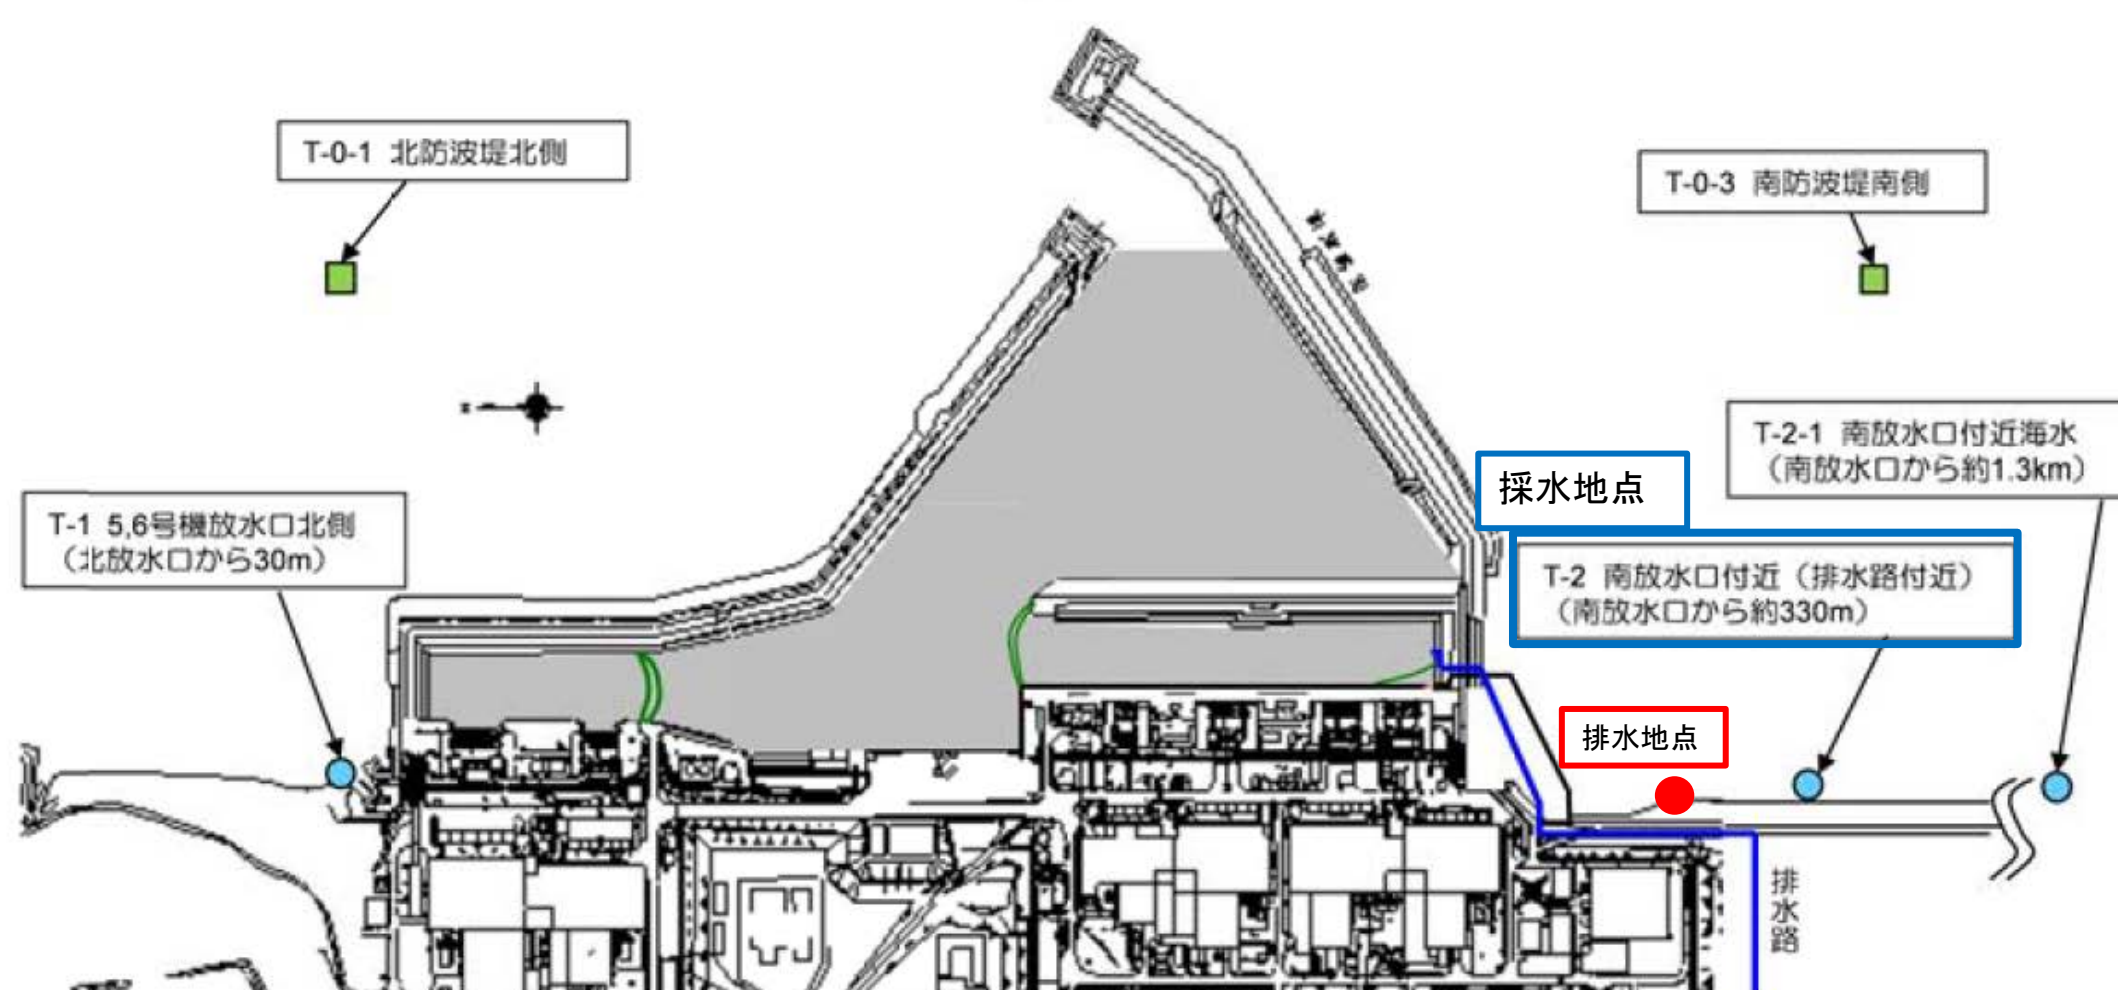 T-0-1 北防波堤北側
T-0-3 南防波堤南側
T-2-1 南放水口付近海水
（南放水口から約1.3km）
採水地点
T-1 5,6号機放水口北側
（北放水口から30m）
T-2 南放水口付近（排水路付近）
（南放水口から約330m）
排水地点
排水路